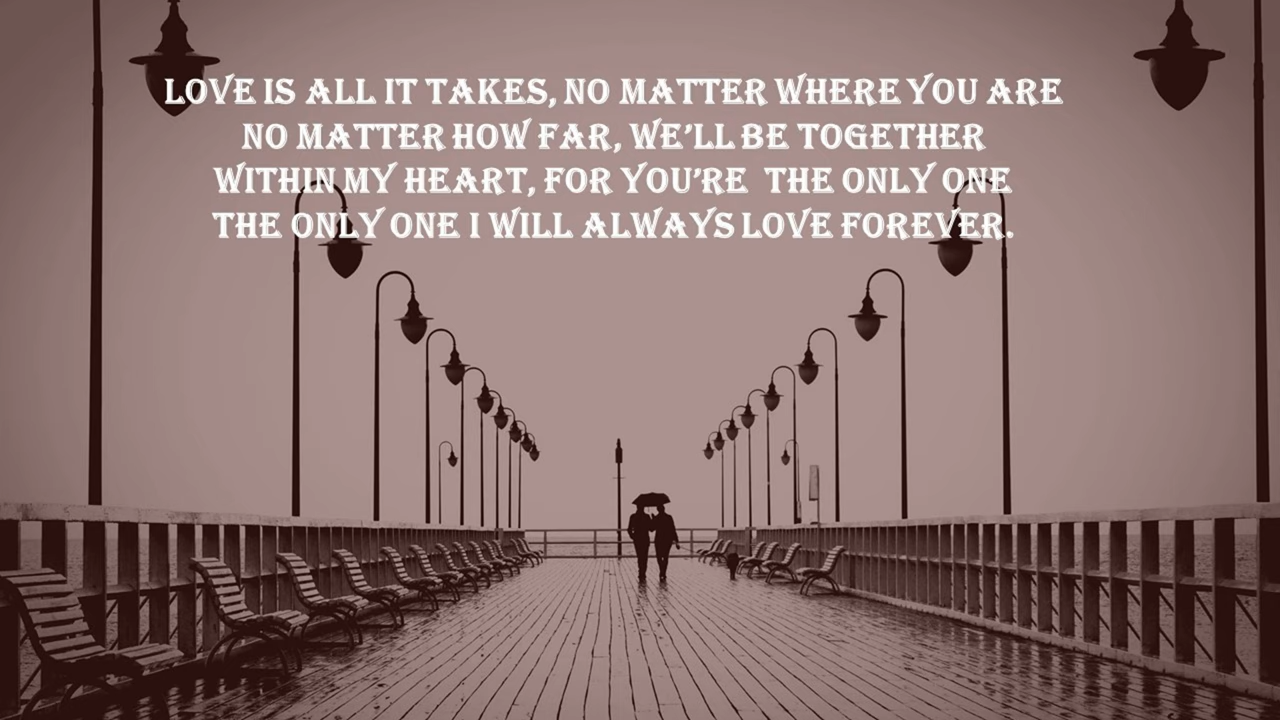 LOVE IS ALL IT TAKES, NO MATTER WHERE YOU ARE
NO MATTER HOW FAR, WE'LL BE TOGETHER
WITHIN MY HEART, FOR YOU'RE THE ONLY ONE
THE ONLY ONE I WILL ALWAYS LOVE FOREVER.